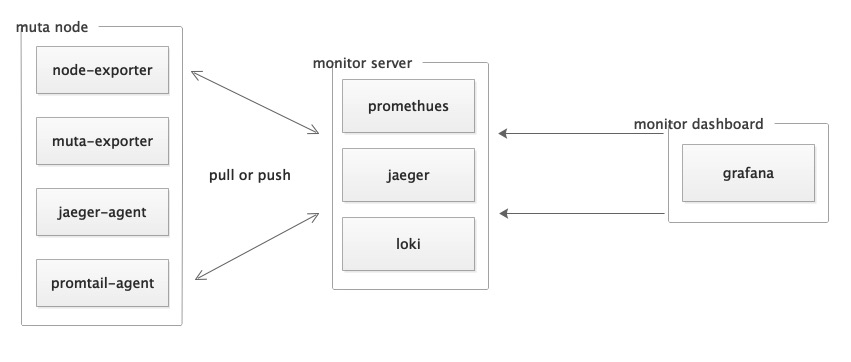 muta node
node-exporter
muta-exporter
jaeger-agent
promtail-agent
pull or push
monitor server
promethues
jaeger
loki
monitor dashboard
grafana